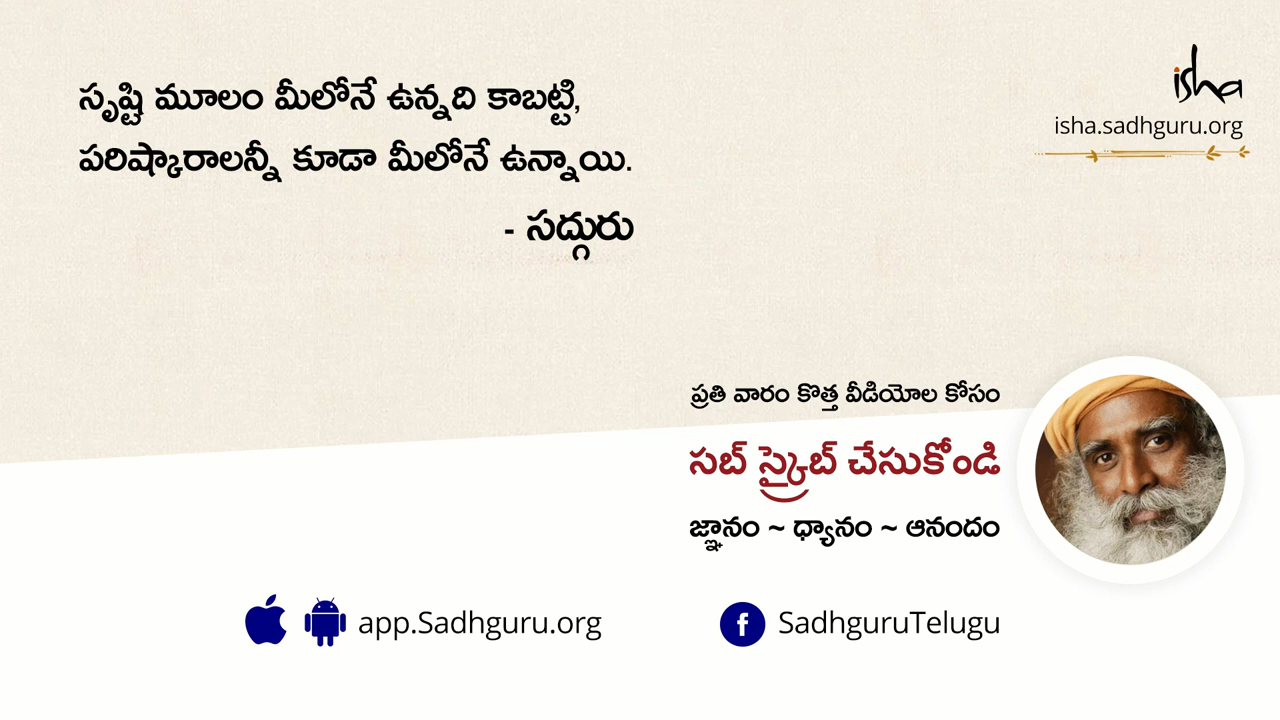 సృష్టి మూలం మీలోనే ఉన్నది కాబట్టి,
పరిష్కారాలన్నీ కూడా మీలోనే ఉన్నాయి.
- సద్గురు
isha
isha.sadhguru.org
ప్రతి వారం కొత్త వీడియోల కోసం
సబ్ స్క్రైబ్ చేసుకోండి
జ్ఞానం ~ ధ్యానం ~ ఆనందం
app.Sadhguru.org
f SadhguruTelugu